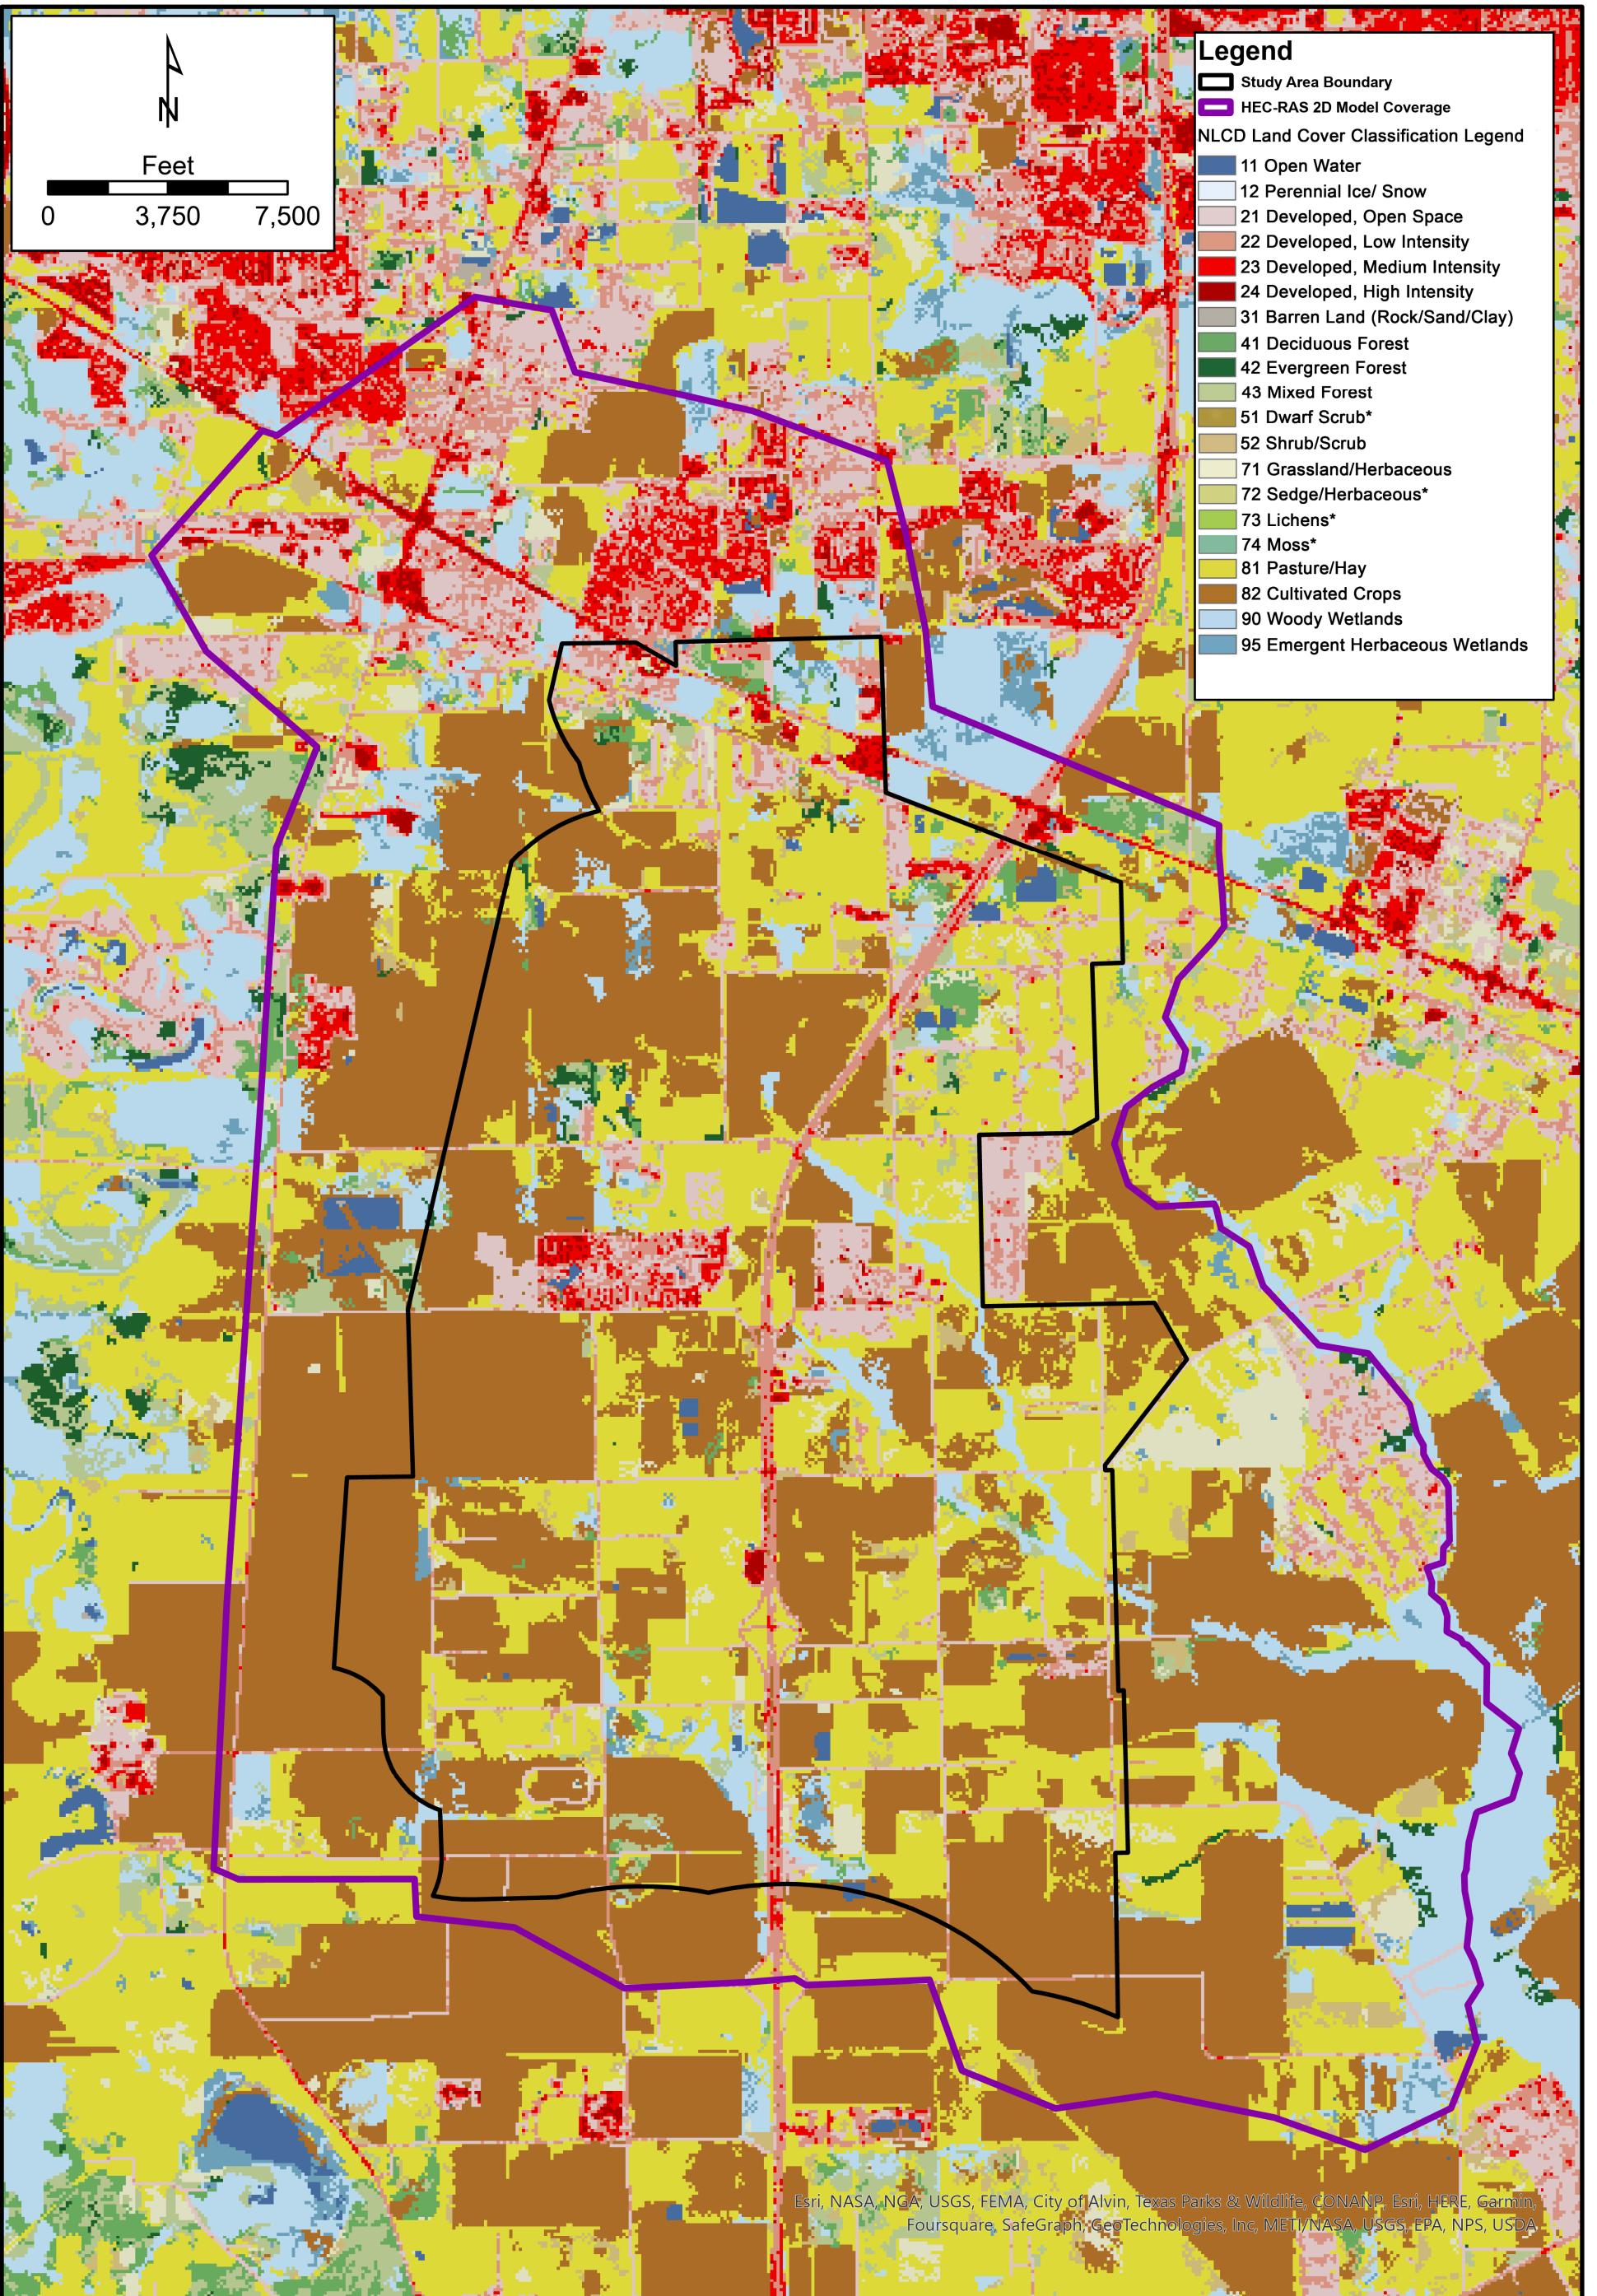 N
Feet
0 3,750 7,500
Legend
Study Area Boundary
HEC-RAS 2D Model Coverage
NLCD Land Cover Classification Legend
11 Open Water
12 Perennial Ice/ Snow
21 Developed, Open Space
22 Developed, Low Intensity
23 Developed, Medium Intensity
24 Developed, High Intensity
31 Barren Land (Rock/Sand/Clay)
41 Deciduous Forest
42 Evergreen Forest
43 Mixed Forest
51 Dwarf Scrub*
52 Shrub/Scrub
71 Grassland/Herbaceous
72 Sedge/Herbaceous*
73 Lichens*
74 Moss*
81 Pasture/Hay
82 Cultivated Crops
90 Woody Wetlands
95 Emergent Herbaceous Wetlands
Esri, NASA, NGA, USGS, FEMA, City of Alvin, Texas Parks & Wildlife, CONANP, Esri, HERE, Garmin,
Foursquare, SafeGraph, GeoTechnologies, Inc, METI/NASA, USGS, EPA, NPS, USDA